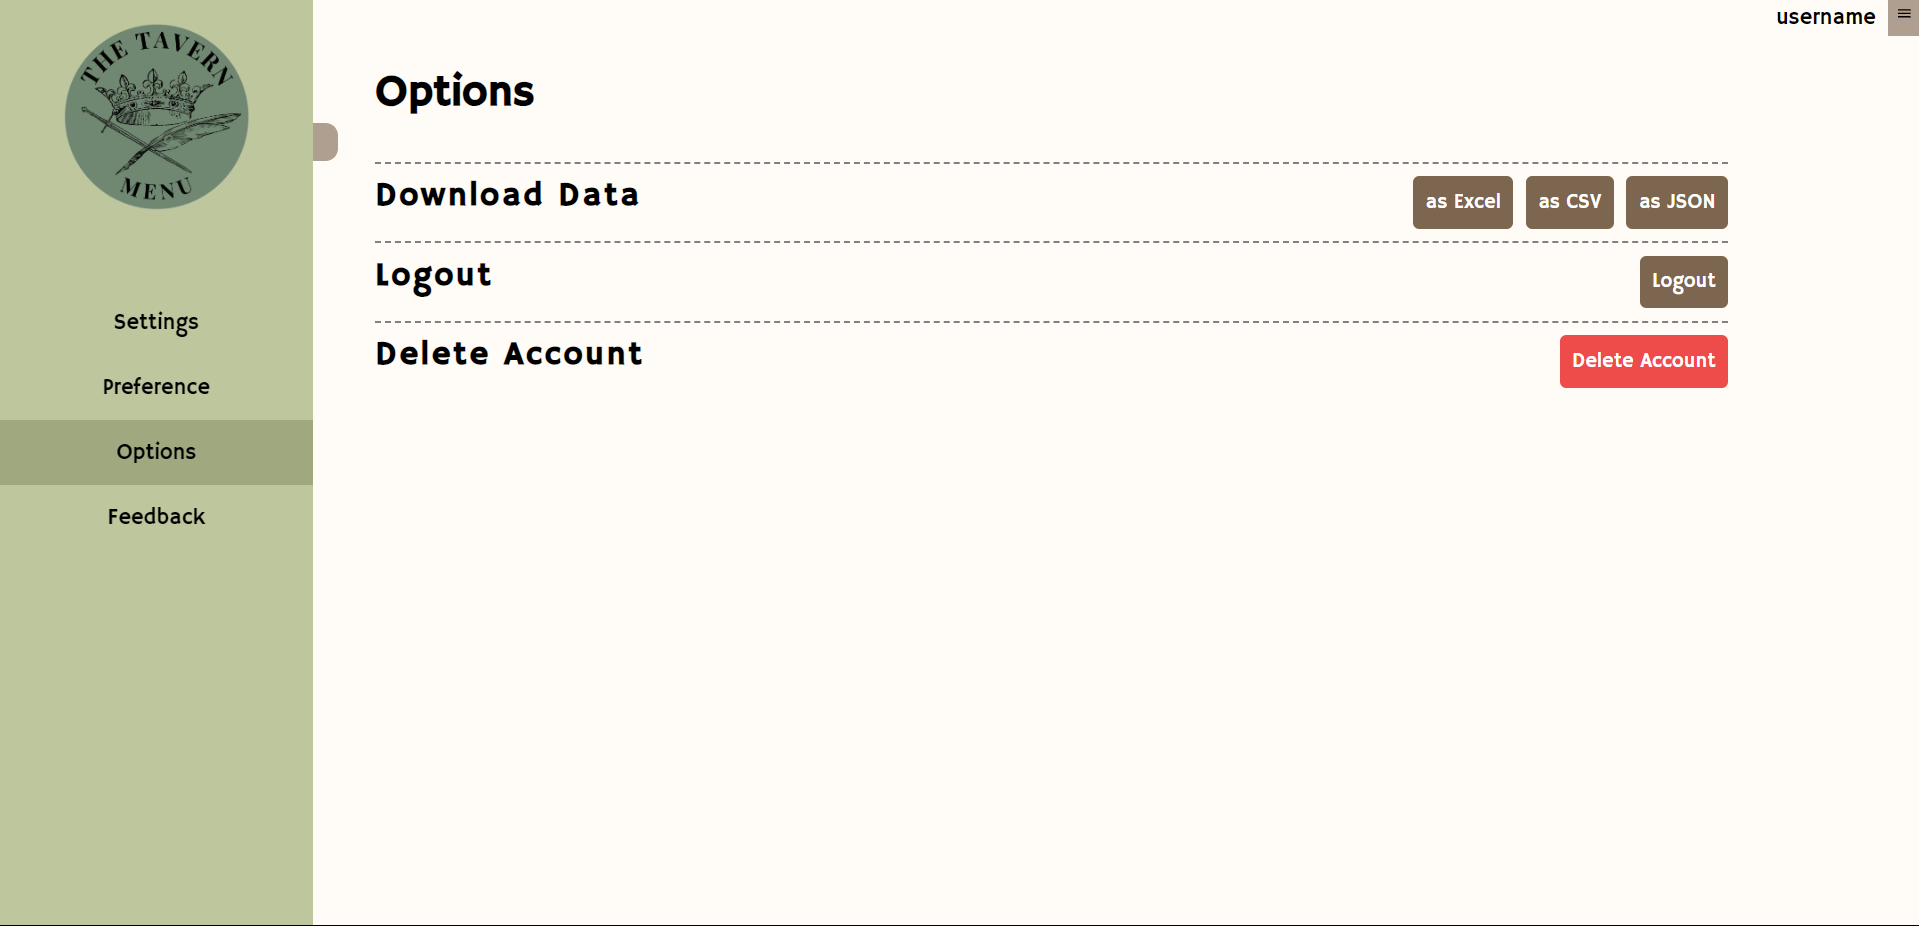 THE TAVERN
MENU
Settings
Preference
Options
Feedback
username
Options
Download Data
as Excel
as CSV
as JSON
Logout
Logout
Delete Account
Delete Account